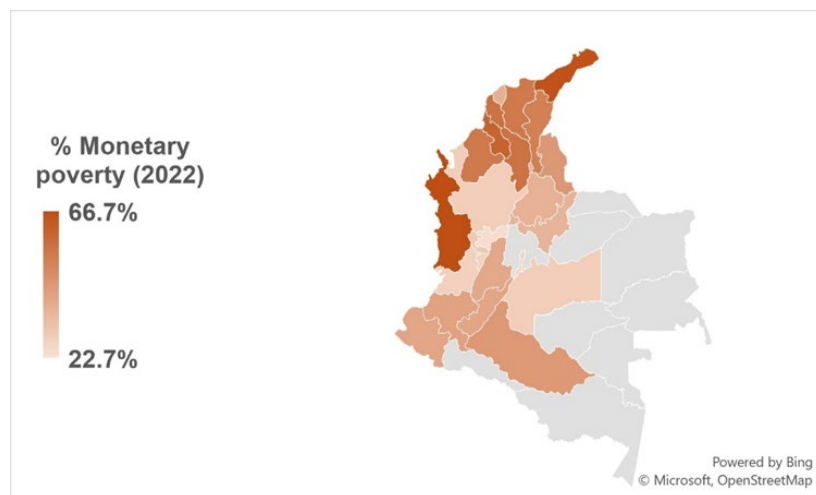 % Monetary
poverty (2022)
66.7%
22.7%
Powered by Bing
© Microsoft, OpenStreetMap